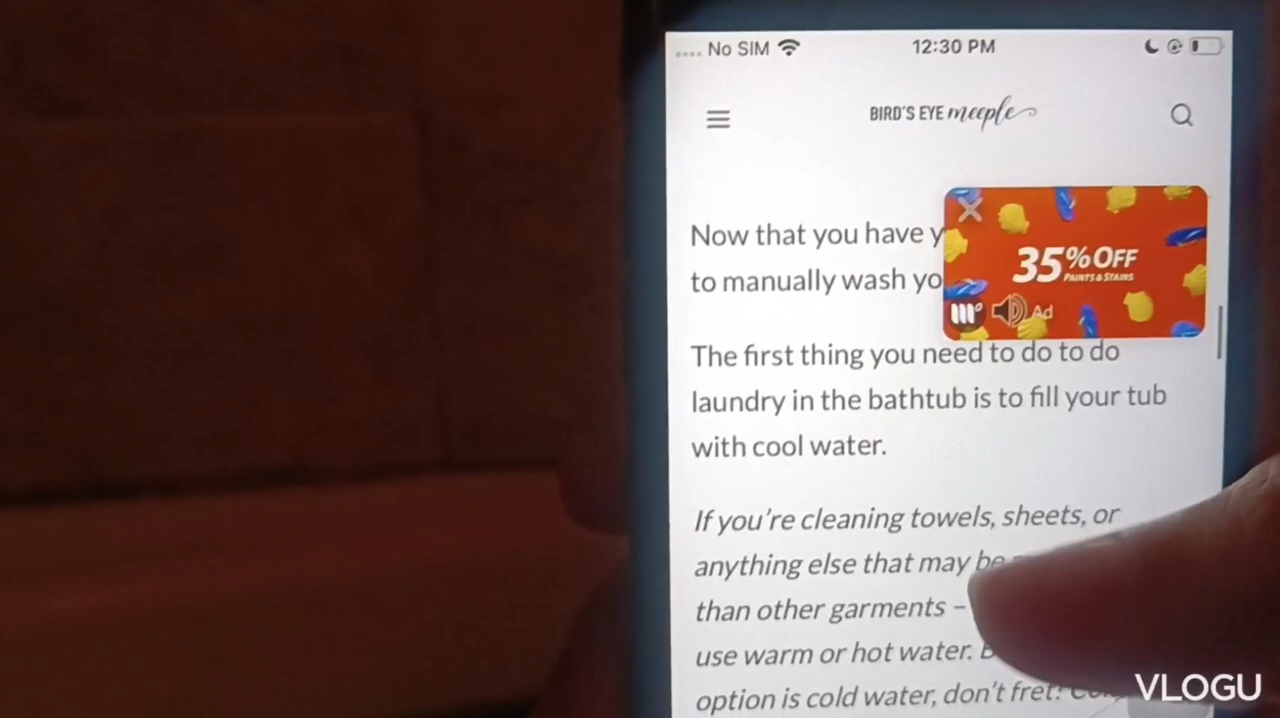 No SIM 12:30 PM
BIRD'S EYE meeple
Now that you have y
to manually wash yo
35% OFF
PAINTS & STAINS
Ad
The first thing you need to do to do
laundry in the bathtub is to fill your tub
with cool water.
If you're cleaning towels, sheets, or
anything else that may be
than other garments –
use warm or hot water.
option is cold water, don't fret!
VLOGU